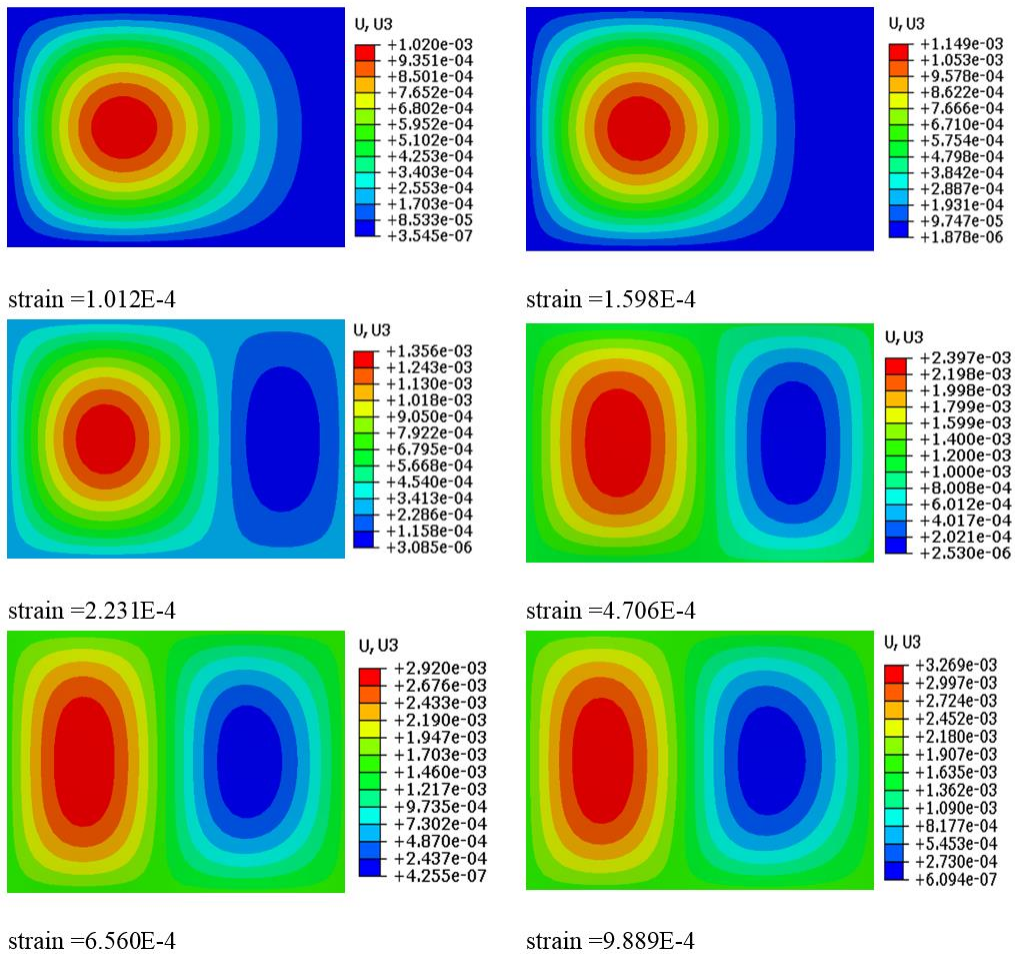 U, U3
+1.020e-03
+9.351e-04
+8.501e-04
+7.652e-04
+6.802e-04
+5.952e-04
+5.102e-04
+4.253e-04
+3.403e-04
+2.553e-04
+1.703e-04
+8.533e-05
+3.545e-07
strain =1.012E-4
U, U3
+1.149e-03
+1.053e-03
+9.578e-04
+8.622e-04
+7.666e-04
+6.710e-04
+5.754e-04
+4.798e-04
+3.842e-04
+2.887e-04
+1.931e-04
+9.747e-05
+1.878e-06
strain =1.598E-4
U, U3
+1.356e-03
+1.243e-03
+1.130e-03
+1.018e-03
+9.050e-04
+7.922e-04
+6.795e-04
+5.668e-04
+4.540e-04
+3.413e-04
+2.286e-04
+1.158e-04
+3.085e-06
strain =2.231E-4
U, U3
+2.397e-03
+2.198e-03
+1.998e-03
+1.799e-03
+1.599e-03
+1.400e-03
+1.200e-03
+1.000e-03
+8.008e-04
+6.012e-04
+4.017e-04
+2.021e-04
+2.530e-06
strain =4.706E-4
U, U3
+2.920e-03
+2.676e-03
+2.433e-03
+2.190e-03
+1.947e-03
+1.703e-03
+1.460e-03
+1.217e-03
+9.735e-04
+7.302e-04
+4.870e-04
+2.437e-04
+4.255e-07
strain =6.560E-4
U, U3
+3.269e-03
+2.997e-03
+2.724e-03
+2.452e-03
+2.180e-03
+1.907e-03
+1.635e-03
+1.362e-03
+1.090e-03
+8.177e-04
+5.453e-04
+2.730e-04
+6.094e-07
strain =9.889E-4